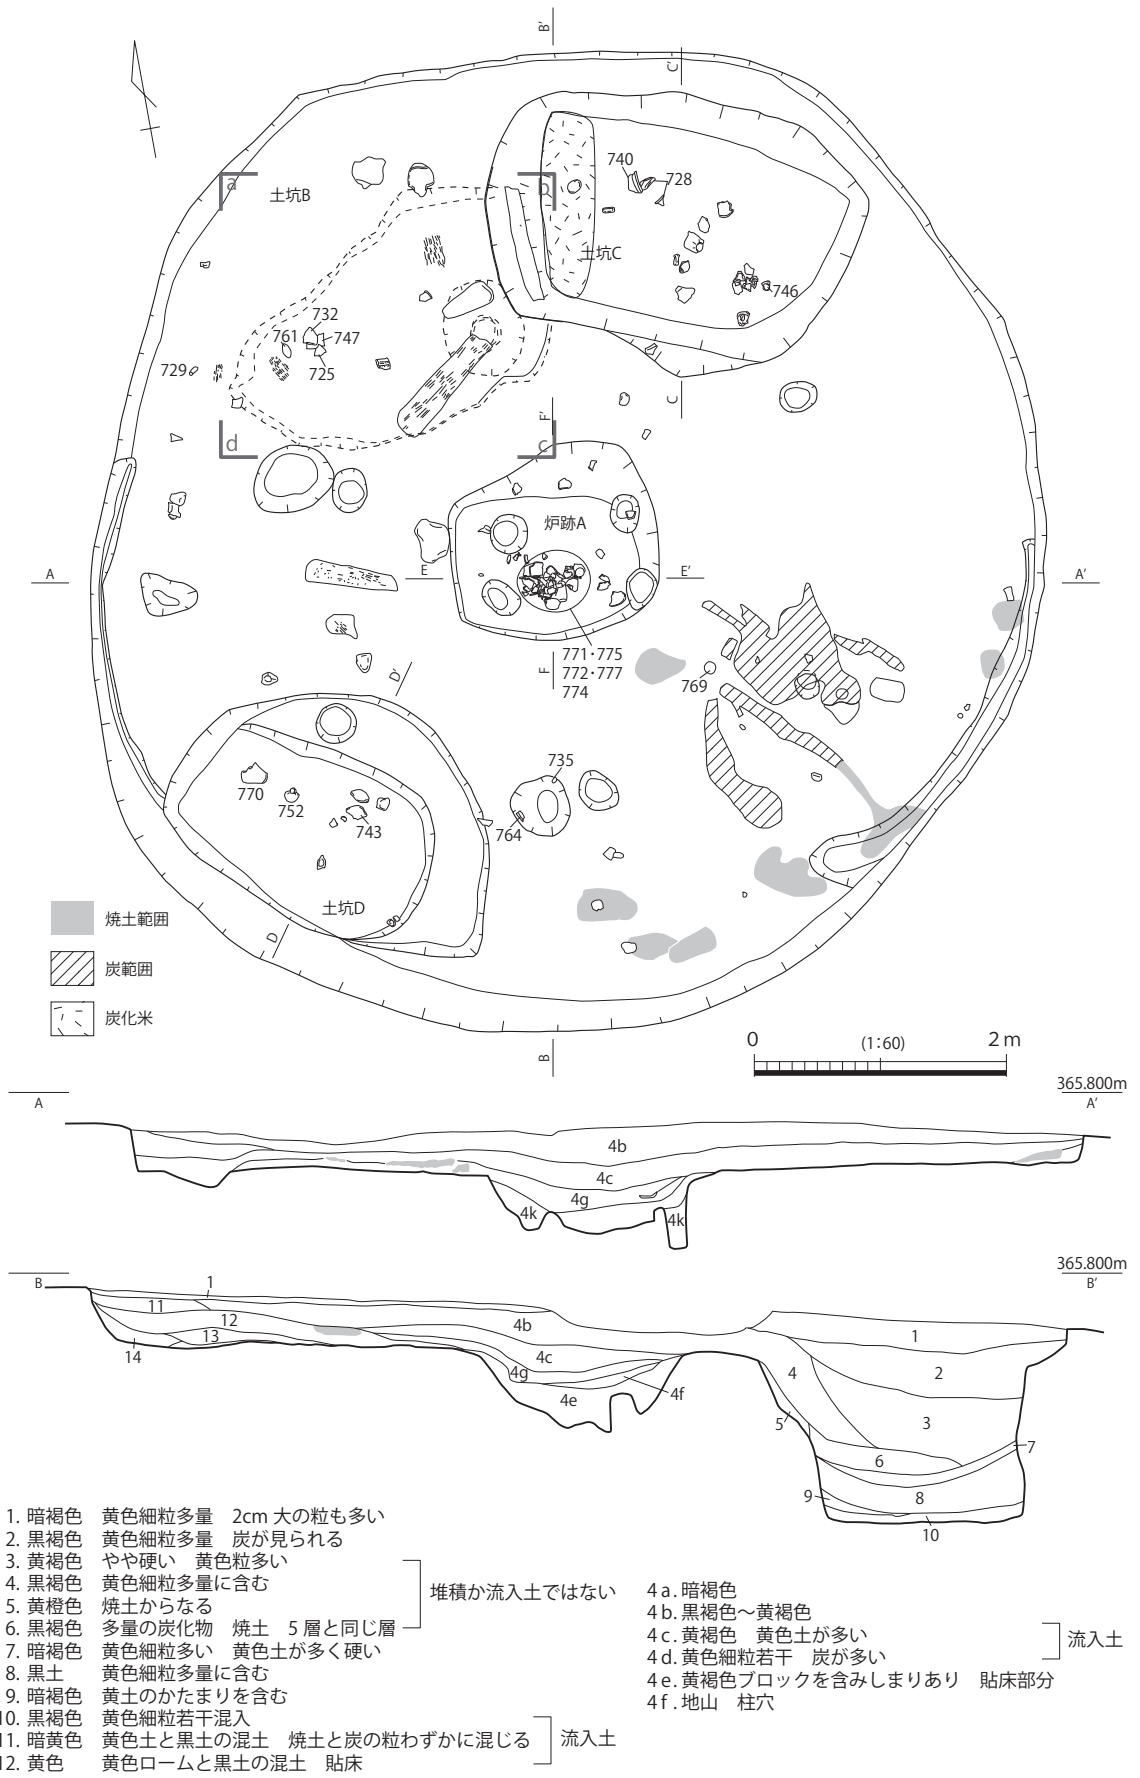 B'
C'
a
土坑B
b
740
728
土坑C
746
732
761
747
725
729
C
F'
d
c
炉跡A
A
E
E'
A'
771・775
F
772・777
774
769
D'
735
770
752
743
764
土坑D
D
焼土範囲
炭範囲
炭化米
B
0
(1:60)
2 m
365.800m
A
A'
4b
4c
4g
4k
4k
365.800m
B
B'
1
11
12
13
14
4b
4c
4g
4e
4f
1
2
3
4
5
6
7
8
9
10
1. 暗褐色 黄色細粒多量 2cm 大の粒も多い
2. 黒褐色 黄色細粒多量 炭が見られる
3. 黄褐色 やや硬い 黄色粒多い
4. 黒褐色 黄色細粒多量に含む
5. 黄橙色 焼土からなる
6. 黒褐色 多量の炭化物 焼土 5 層と同じ層
堆積か流入土ではない
7. 暗褐色 黄色細粒多い 黄色土が多く硬い
8. 黒土 黄色細粒多量に含む
9. 暗褐色 黄土のかたまりを含む
10. 黒褐色 黄色細粒若干混入
11. 暗黄色 黄色土と黒土の混土 焼土と炭の粒わずかに混じる
12. 黄色 黄色ロームと黒土の混土 貼床
流入土
4 a. 暗褐色
4 b. 黒褐色～黄褐色
4 c. 黄褐色 黄色土が多い
4 d. 黄色細粒若干 炭が多い
流入土
4 e. 黄褐色ブロックを含みしまりあり 貼床部分
4 f. 地山 柱穴